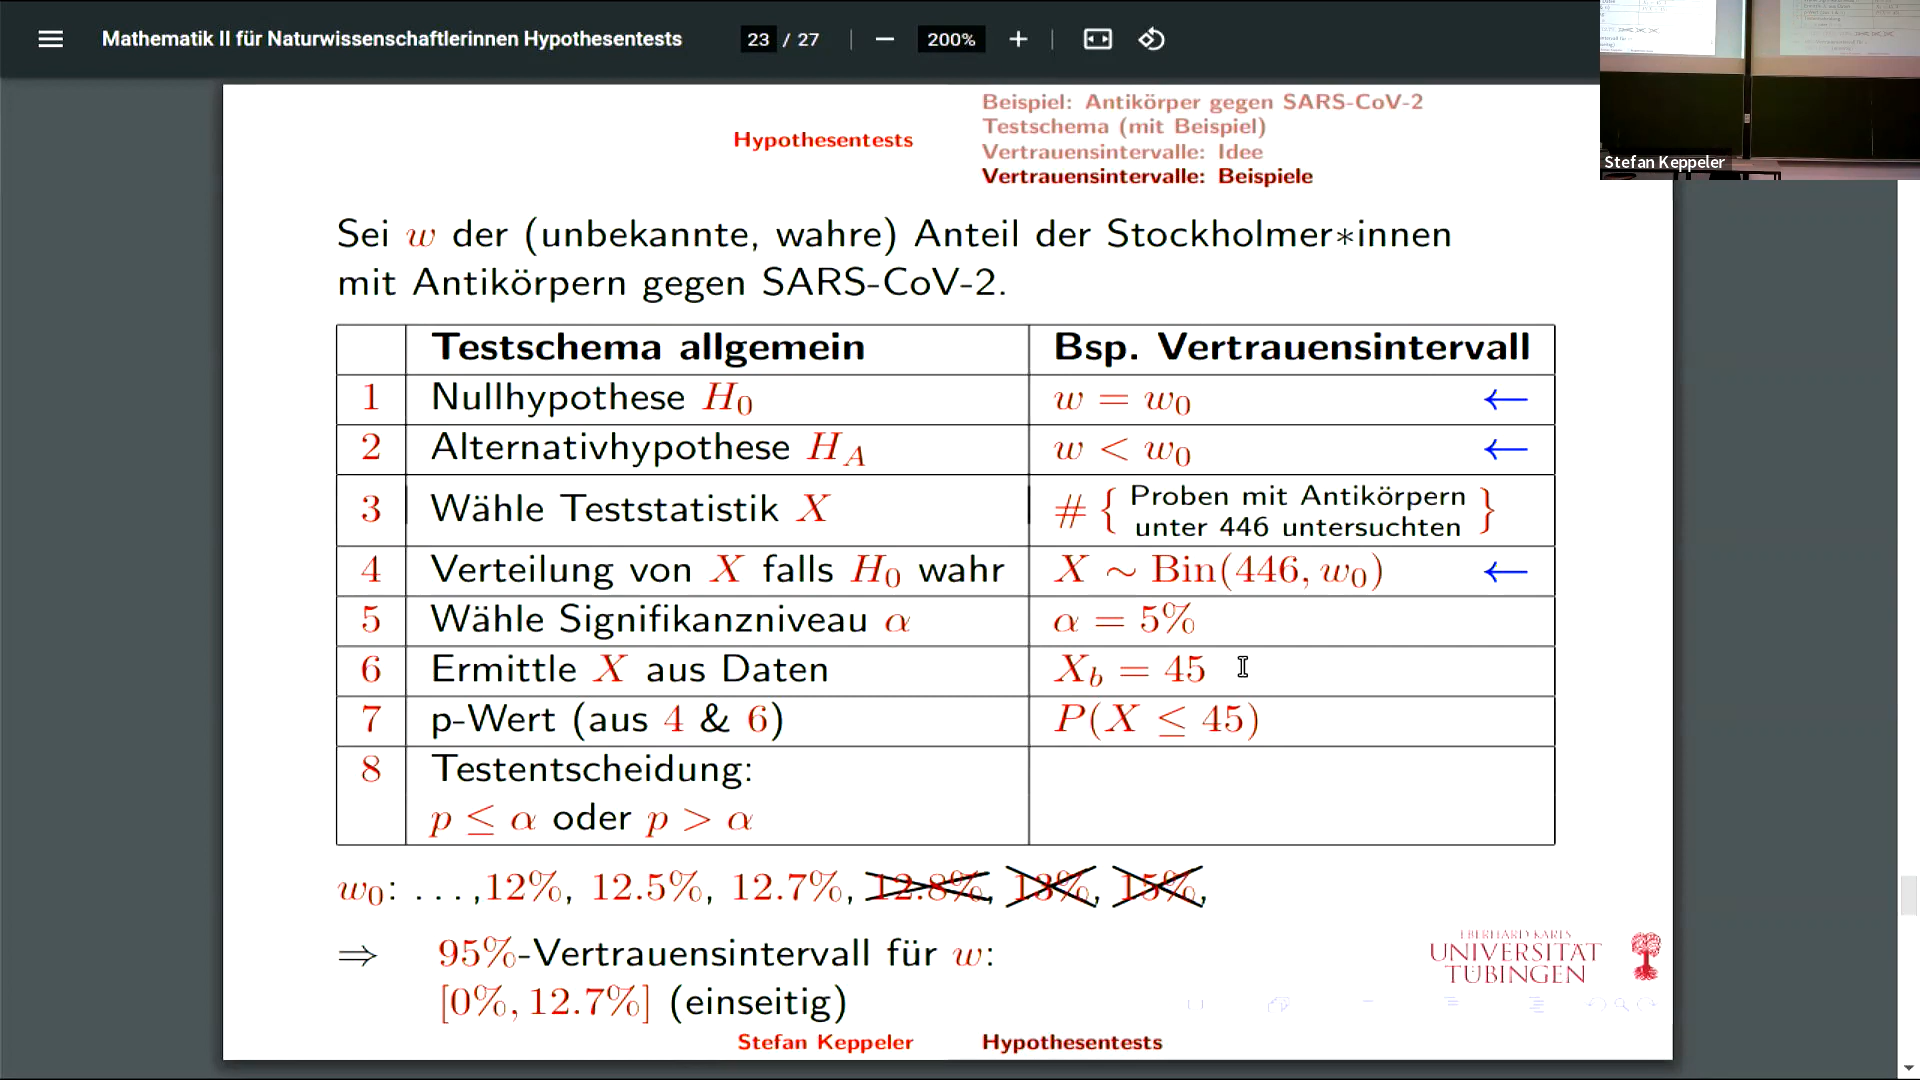 Mathematik II für Naturwissenschaftlerinnen Hypothesentests
23 / 27
200%
Stefan Keppeler
Hypothesentests
Beispiel: Antikörper gegen SARS-CoV-2
Testschema (mit Beispiel)
Vertrauensintervalle: Idee
Vertrauensintervalle: Beispiele
Sei w der (unbekannte, wahre) Anteil der Stockholmer*innen
mit Antikörpern gegen SARS-CoV-2.
Testschema allgemein Bsp. Vertrauensintervall
1 Nullhypothese H₀ w = w₀ ←
2 Alternativhypothese H_A w < w₀ ←
3 Wähle Teststatistik X # { Proben mit Antikörpern unter 446 untersuchten }
4 Verteilung von X falls H₀ wahr X ∼ Bin(446, w₀) ←
5 Wähle Signifikanzniveau α α = 5%
6 Ermittle X aus Daten X_b = 45
7 p-Wert (aus 4 & 6) P(X ≤ 45)
8 Testentscheidung:
p ≤ α oder p > α
w₀: ...,12%, 12.5%, 12.7%, 12.8%, 13%, 15%,
⇒ 95%-Vertrauensintervall für w:
[0%, 12.7%] (einseitig)
EBERHARD KARLS
UNIVERSITÄT
TÜBINGEN
Stefan Keppeler Hypothesentests